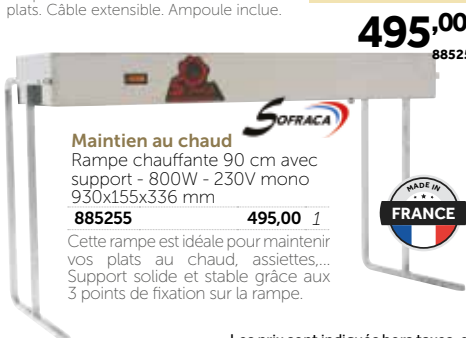 plats. Câble extensible. Ampoule inclue.
495,00
88525
SOFRACA
Maintien au chaud
Rampe chauffante 90 cm avec
support - 800W - 230V mono
930x155x336 mm
885255 495,00 1
MADE IN
FRANCE
Cette rampe est idéale pour maintenir
vos plats au chaud, assiettes,...
Support solide et stable grâce aux
3 points de fixation sur la rampe.